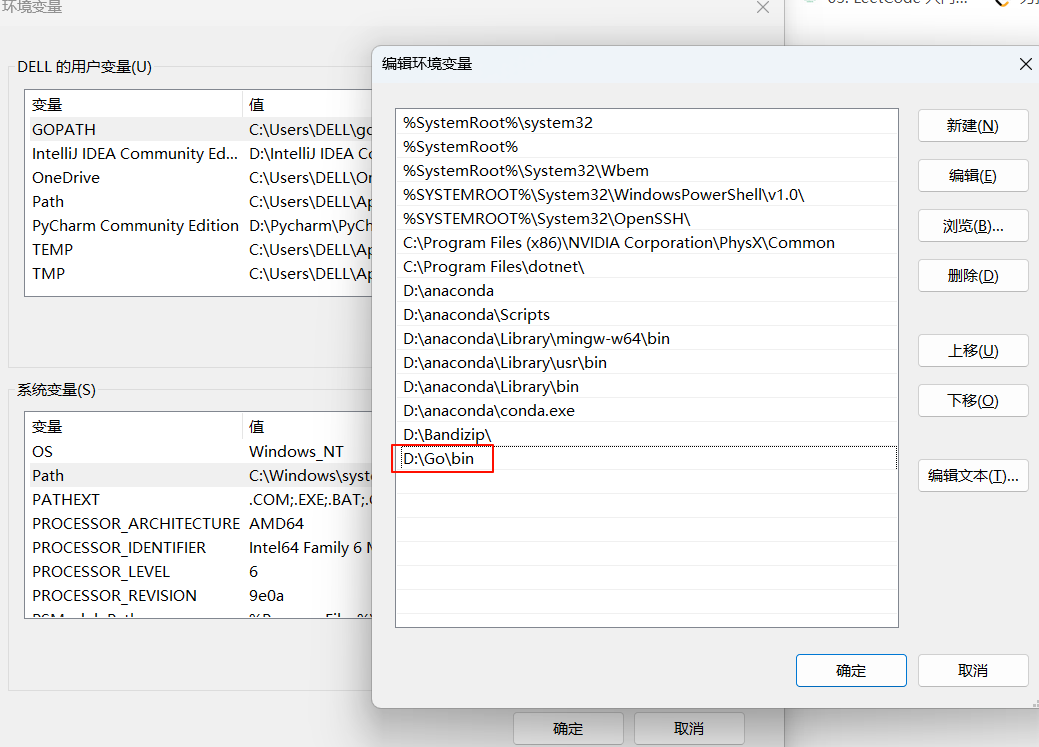 环境变量
DELL 的用户变量(U)
变量 值
GOPATH C:\Users\DELL\go
IntelliJ IDEA Community Ed... D:\IntelliJ IDEA Co
OneDrive C:\Users\DELL\On
Path C:\Users\DELL\Ap
PyCharm Community Edition D:\Pycharm\PyCh
TEMP C:\Users\DELL\Ap
TMP C:\Users\DELL\Ap
系统变量(S)
变量 值
OS Windows_NT
Path C:\Windows\syst
PATHEXT .COM;.EXE;.BAT;.
PROCESSOR_ARCHITECTURE AMD64
PROCESSOR_IDENTIFIER Intel64 Family 6
PROCESSOR_LEVEL 6
PROCESSOR_REVISION 9e0a
确定
取消
编辑环境变量
%SystemRoot%\system32
%SystemRoot%
%SystemRoot%\System32\Wbem
%SYSTEMROOT%\System32\WindowsPowerShell\v1.0\
%SYSTEMROOT%\System32\OpenSSH\
C:\Program Files (x86)\NVIDIA Corporation\PhysX\Common
C:\Program Files\dotnet\
D:\anaconda
D:\anaconda\Scripts
D:\anaconda\Library\mingw-w64\bin
D:\anaconda\Library\usr\bin
D:\anaconda\Library\bin
D:\anaconda\conda.exe
D:\Bandizip\
D:\Go\bin
新建(N)
编辑(E)
浏览(B)...
删除(D)
上移(U)
下移(O)
编辑文本(T)...
确定
取消